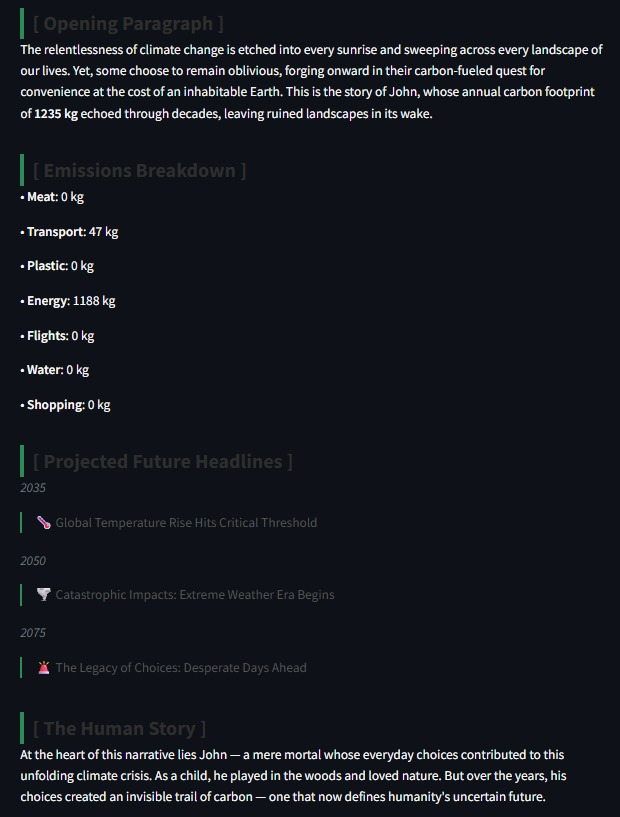 [ Opening Paragraph ]
The relentlessness of climate change is etched into every sunrise and sweeping across every landscape of
our lives. Yet, some choose to remain oblivious, forging onward in their carbon-fueled quest for
convenience at the cost of an inhabitable Earth. This is the story of John, whose annual carbon footprint
of 1235 kg echoed through decades, leaving ruined landscapes in its wake.
[ Emissions Breakdown ]
• Meat: 0 kg
• Transport: 47 kg
• Plastic: 0 kg
• Energy: 1188 kg
• Flights: 0 kg
• Water: 0 kg
• Shopping: 0 kg
[ Projected Future Headlines ]
2035
🌡️ Global Temperature Rise Hits Critical Threshold
2050
🌪️ Catastrophic Impacts: Extreme Weather Era Begins
2075
🚨 The Legacy of Choices: Desperate Days Ahead
[ The Human Story ]
At the heart of this narrative lies John — a mere mortal whose everyday choices contributed to this
unfolding climate crisis. As a child, he played in the woods and loved nature. But over the years, his
choices created an invisible trail of carbon — one that now defines humanity's uncertain future.